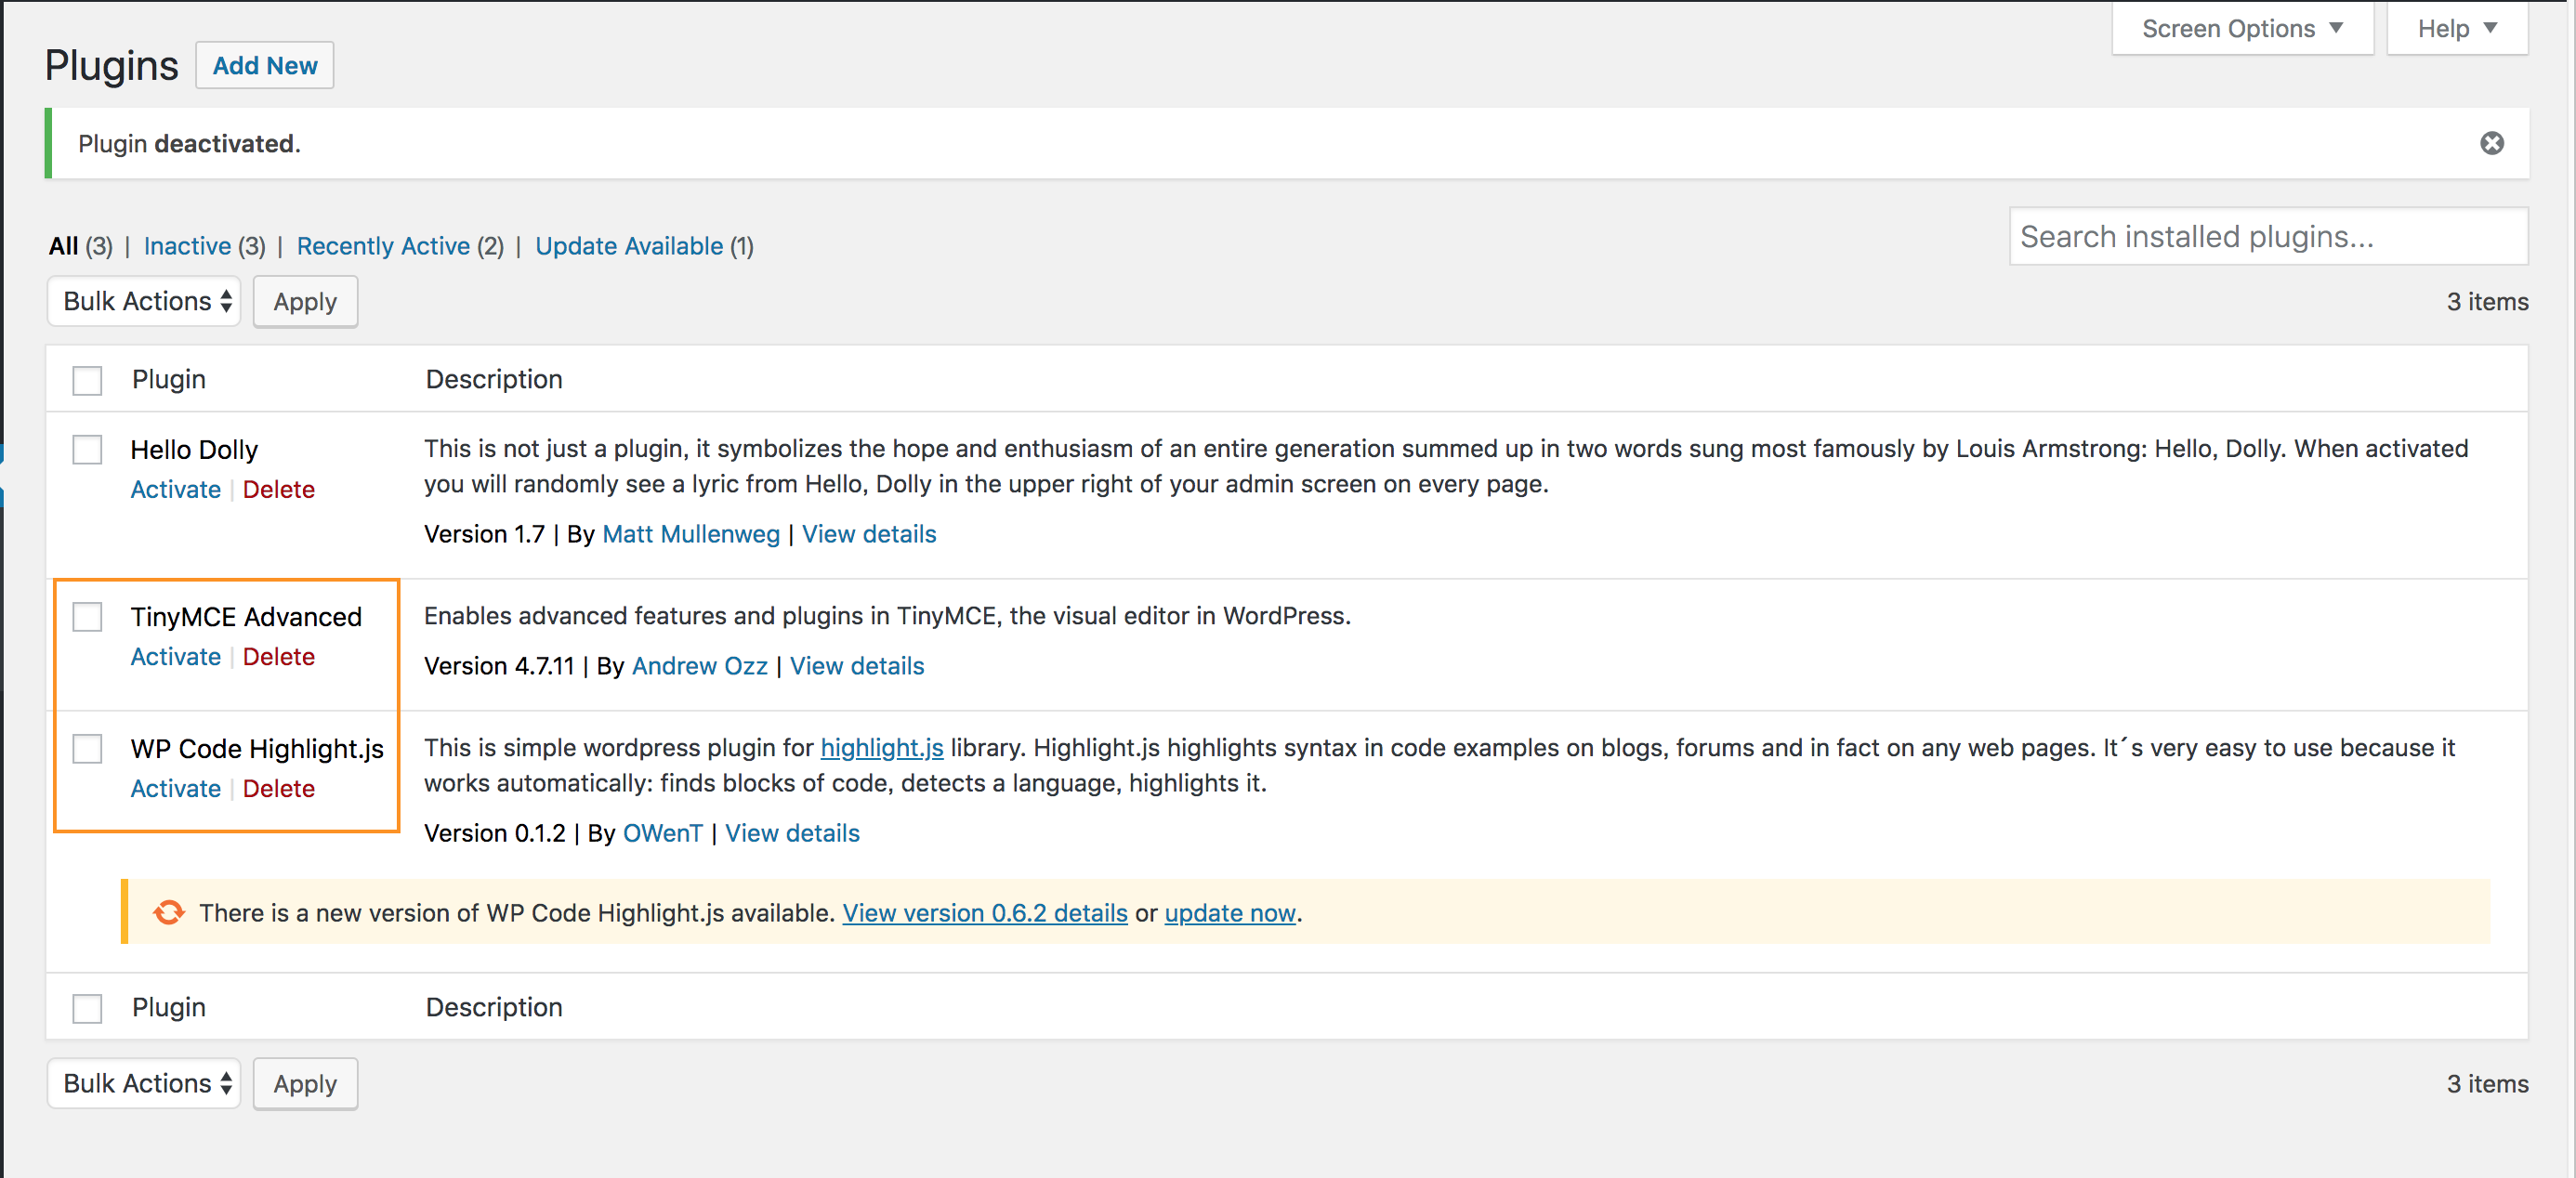 Screen Options
Help
Plugins
Add New
Plugin deactivated.
All (3) | Inactive (3) | Recently Active (2) | Update Available (1)
Search installed plugins...
Bulk Actions
Apply
3 items
Plugin
Description
Hello Dolly
Activate | Delete
This is not just a plugin, it symbolizes the hope and enthusiasm of an entire generation summed up in two words sung most famously by Louis Armstrong: Hello, Dolly. When activated
you will randomly see a lyric from Hello, Dolly in the upper right of your admin screen on every page.
Version 1.7 | By Matt Mullenweg | View details
TinyMCE Advanced
Activate | Delete
Enables advanced features and plugins in TinyMCE, the visual editor in WordPress.
Version 4.7.11 | By Andrew Ozz | View details
WP Code Highlight.js
Activate | Delete
This is simple wordpress plugin for highlight.js library. Highlight.js highlights syntax in code examples on blogs, forums and in fact on any web pages. It´s very easy to use because it
works automatically: finds blocks of code, detects a language, highlights it.
Version 0.1.2 | By OWenT | View details
There is a new version of WP Code Highlight.js available. View version 0.6.2 details or update now.
Plugin
Description
Bulk Actions
Apply
3 items